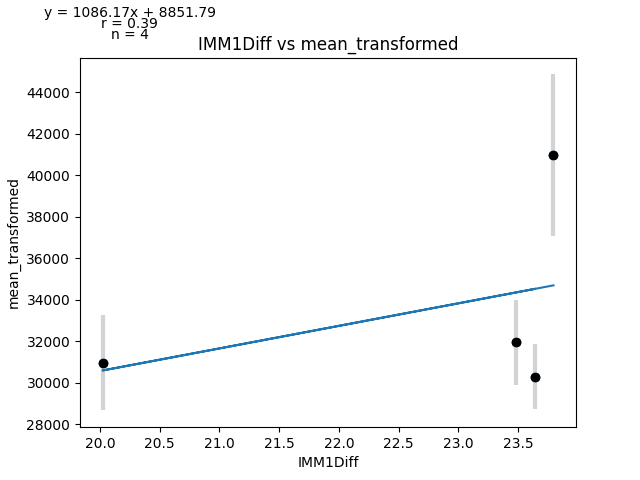 y = 1086.17x + 8851.79
r = 0.39
n = 4
IMM1Diff vs mean_transformed
mean_transformed
44000
42000
40000
38000
36000
34000
32000
30000
28000
20.0 20.5 21.0 21.5 22.0 22.5 23.0 23.5
IMM1Diff